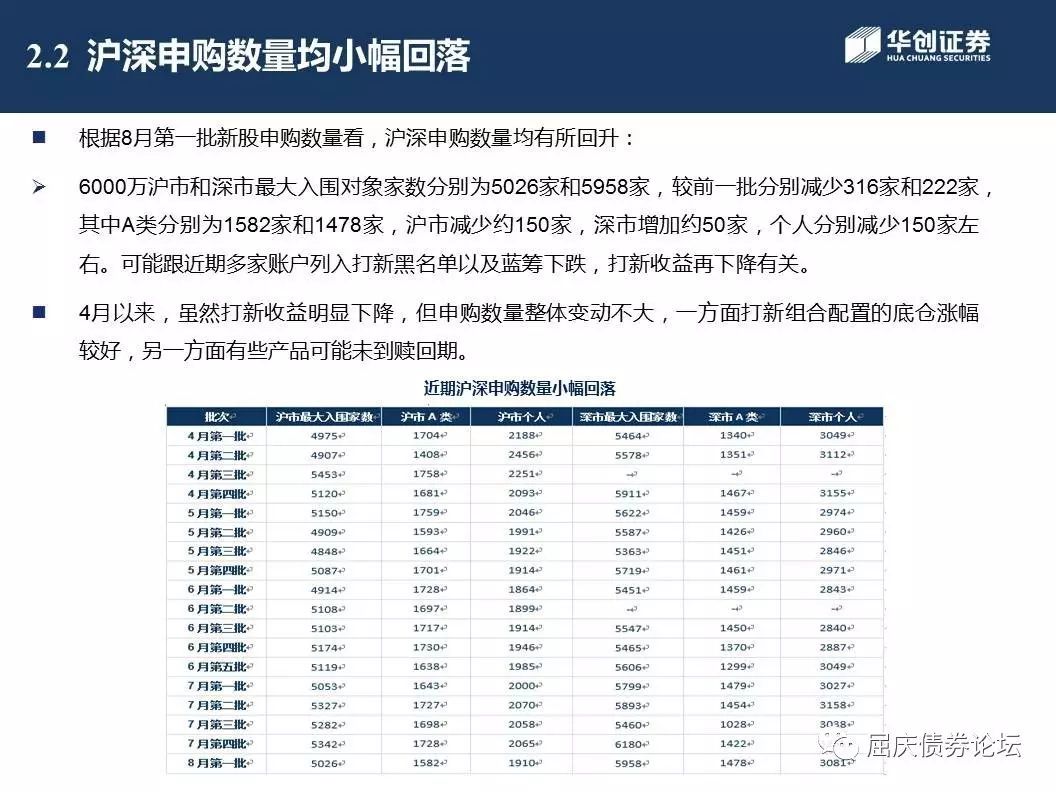 2.2 沪深申购数量均小幅回落
华创证券
HUA CHUANG SECURITIES
■ 根据8月第一批新股申购数量看，沪深申购数量均有所回升：
➢ 6000万沪市和深市最大入围对象家数分别为5026家和5958家，较前一批分别减少316家和222家，
其中A类分别为1582家和1478家，沪市减少约150家，深市增加约50家，个人分别减少150家左
右。可能跟近期多家账户列入打新黑名单以及蓝筹下跌，打新收益再下降有关。
■ 4月以来，虽然打新收益明显下降，但申购数量整体变动不大，一方面打新组合配置的底仓涨幅
较好，另一方面有些产品可能未到赎回期。
近期沪深申购数量小幅回落
批次 沪市最大入围家数 沪市 A 类 沪市个人 深市最大入围家数 深市 A 类 深市个人
4 月第一批 4975 1704 2188 5464 1340 3049
4 月第二批 4907 1408 2456 5578 1351 3112
4 月第三批 5453 1758 2251 - - -
4 月第四批 5120 1681 2093 5911 1467 3155
5 月第一批 5150 1759 2046 5622 1459 2974
5 月第二批 4909 1593 1991 5587 1426 2960
5 月第三批 4848 1664 1922 5363 1451 2846
5 月第四批 5087 1701 1914 5719 1461 2971
6 月第一批 4914 1728 1864 5451 1459 2843
6 月第二批 5108 1697 1899 - - -
6 月第三批 5103 1717 1914 5547 1450 2840
6 月第四批 5174 1730 1946 5465 1370 2887
6 月第五批 5119 1638 1985 5606 1299 3049
7 月第一批 5053 1643 2000 5799 1479 3027
7 月第二批 5327 1727 2070 5893 1454 3158
7 月第三批 5282 1698 2058 5460 1028 3038
7 月第四批 5342 1728 2065 6180 1422
8 月第一批 5026 1582 1910 5958 1478 3081
屈庆债券论坛